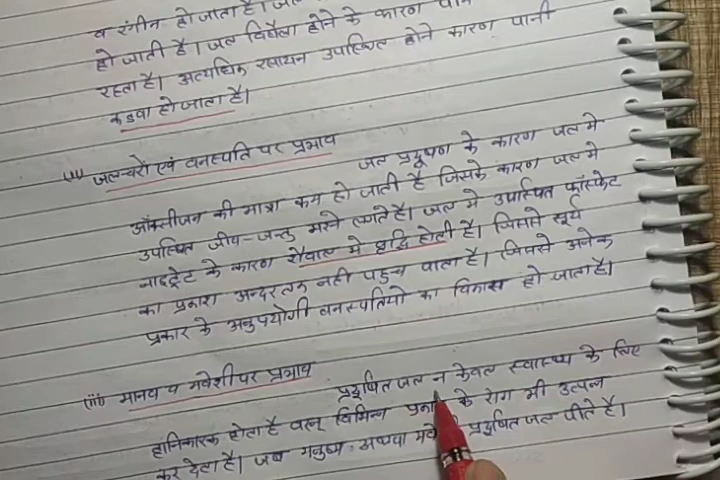 व रंगीन हो जाता है। जल
हो जाती है। जल विषैला होने के कारण पान
रहता है। अत्यधिक रसायन उपस्थित होने कारण पानी
कडवा हो जाता है।
(ii) जलचरो एवं वनस्पति पर प्रभाव
जल प्रदूषण के कारण जल मे
ऑक्सीजन की मात्रा कम हो जाती है जिसके कारण जल मे
उपस्थित जीव-जन्तु मरने लगते है। जल मे उपस्थित फॉस्फेट
नाइट्रेट के कारण शैवाल मे वृद्धि होती है। जिससे सूर्य
का प्रकाश अन्दर तक नही पहुच पाता है। जिससे अनेक
प्रकार के अनुपयोगी वनस्पतियो का विकास हो जाता है।
(iii) मानव व मवेशी पर प्रभाव
प्रदूषित जल न केवल स्वास्थ्य के लिए
हानिकारक होता है वरन् विभिन्न के रोग भी उत्पन्न
कर देता है। जब मनुष्य अथवा प्रदूषित जल पीते है।